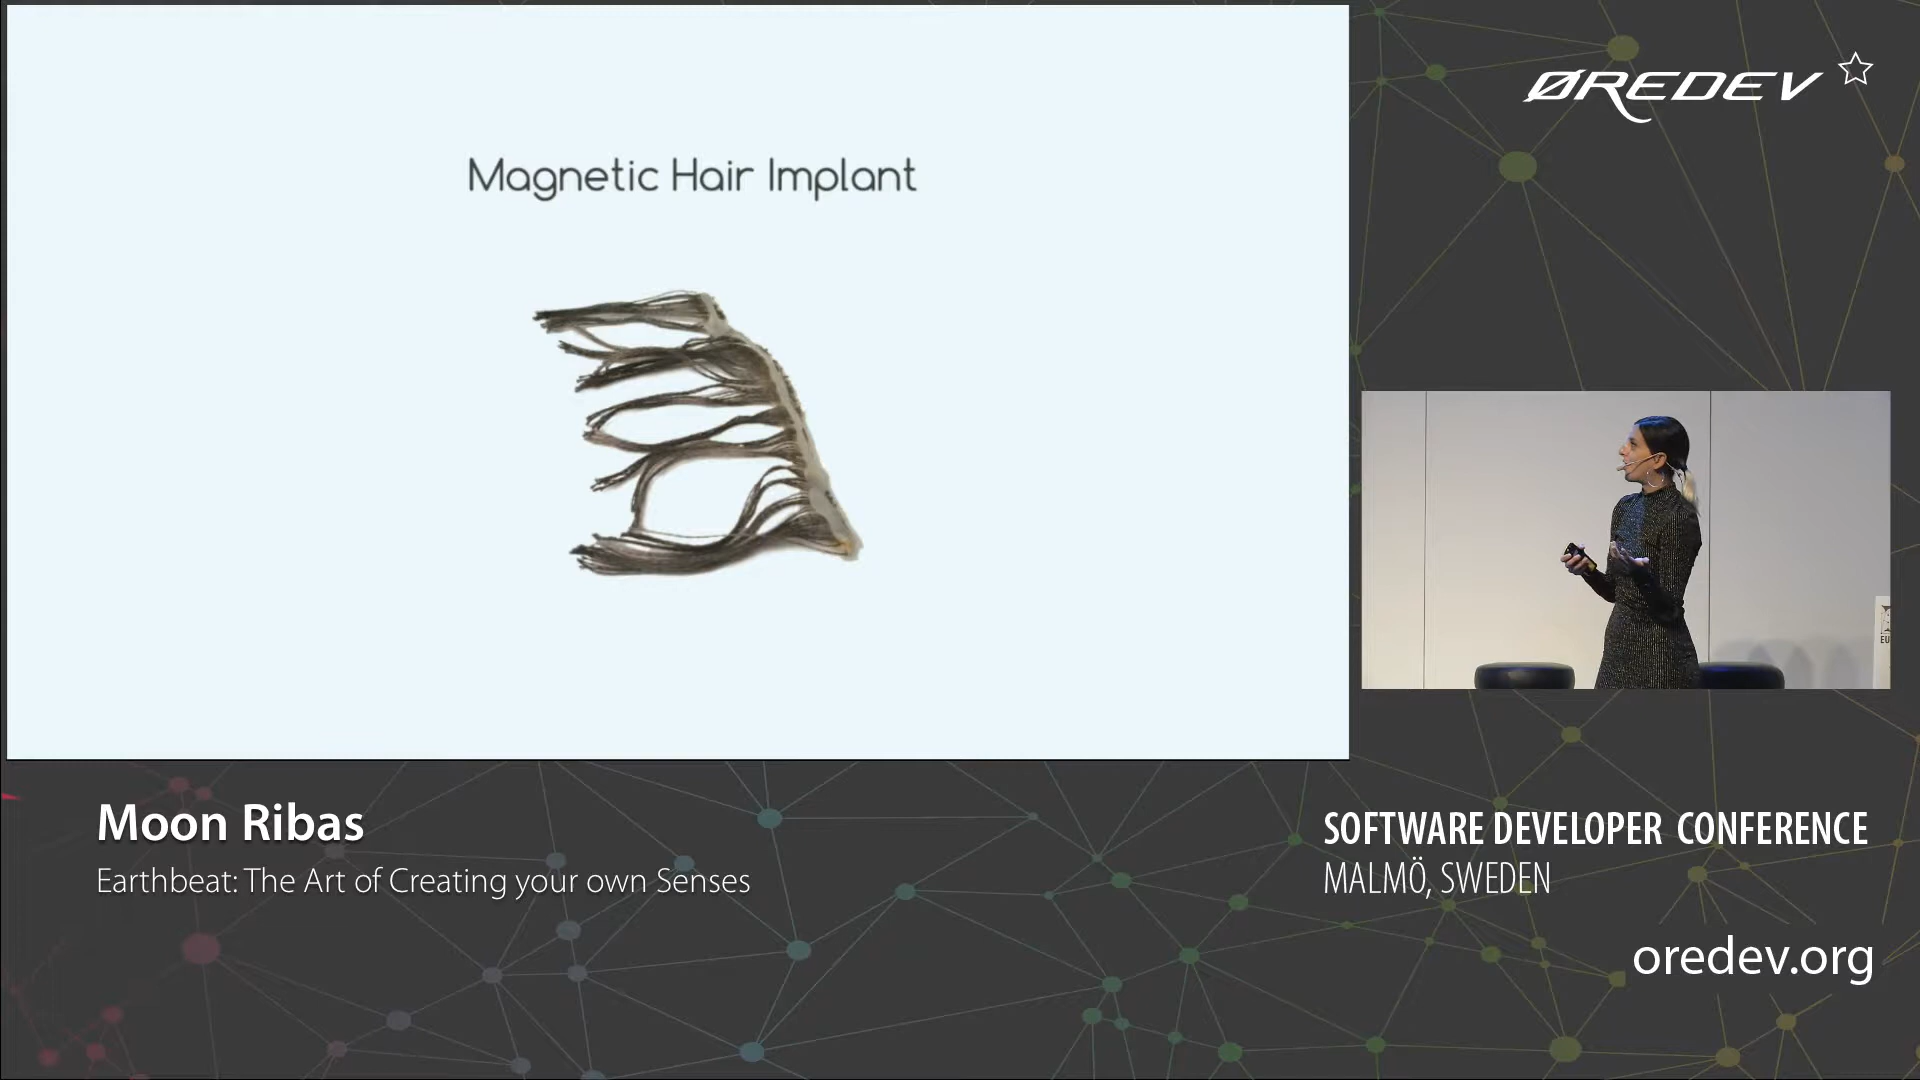 Magnetic Hair Implant
ØREDEV
EU
Moon Ribas
Earthbeat: The Art of Creating your own Senses
SOFTWARE DEVELOPER CONFERENCE
MALMÖ, SWEDEN
oredev.org